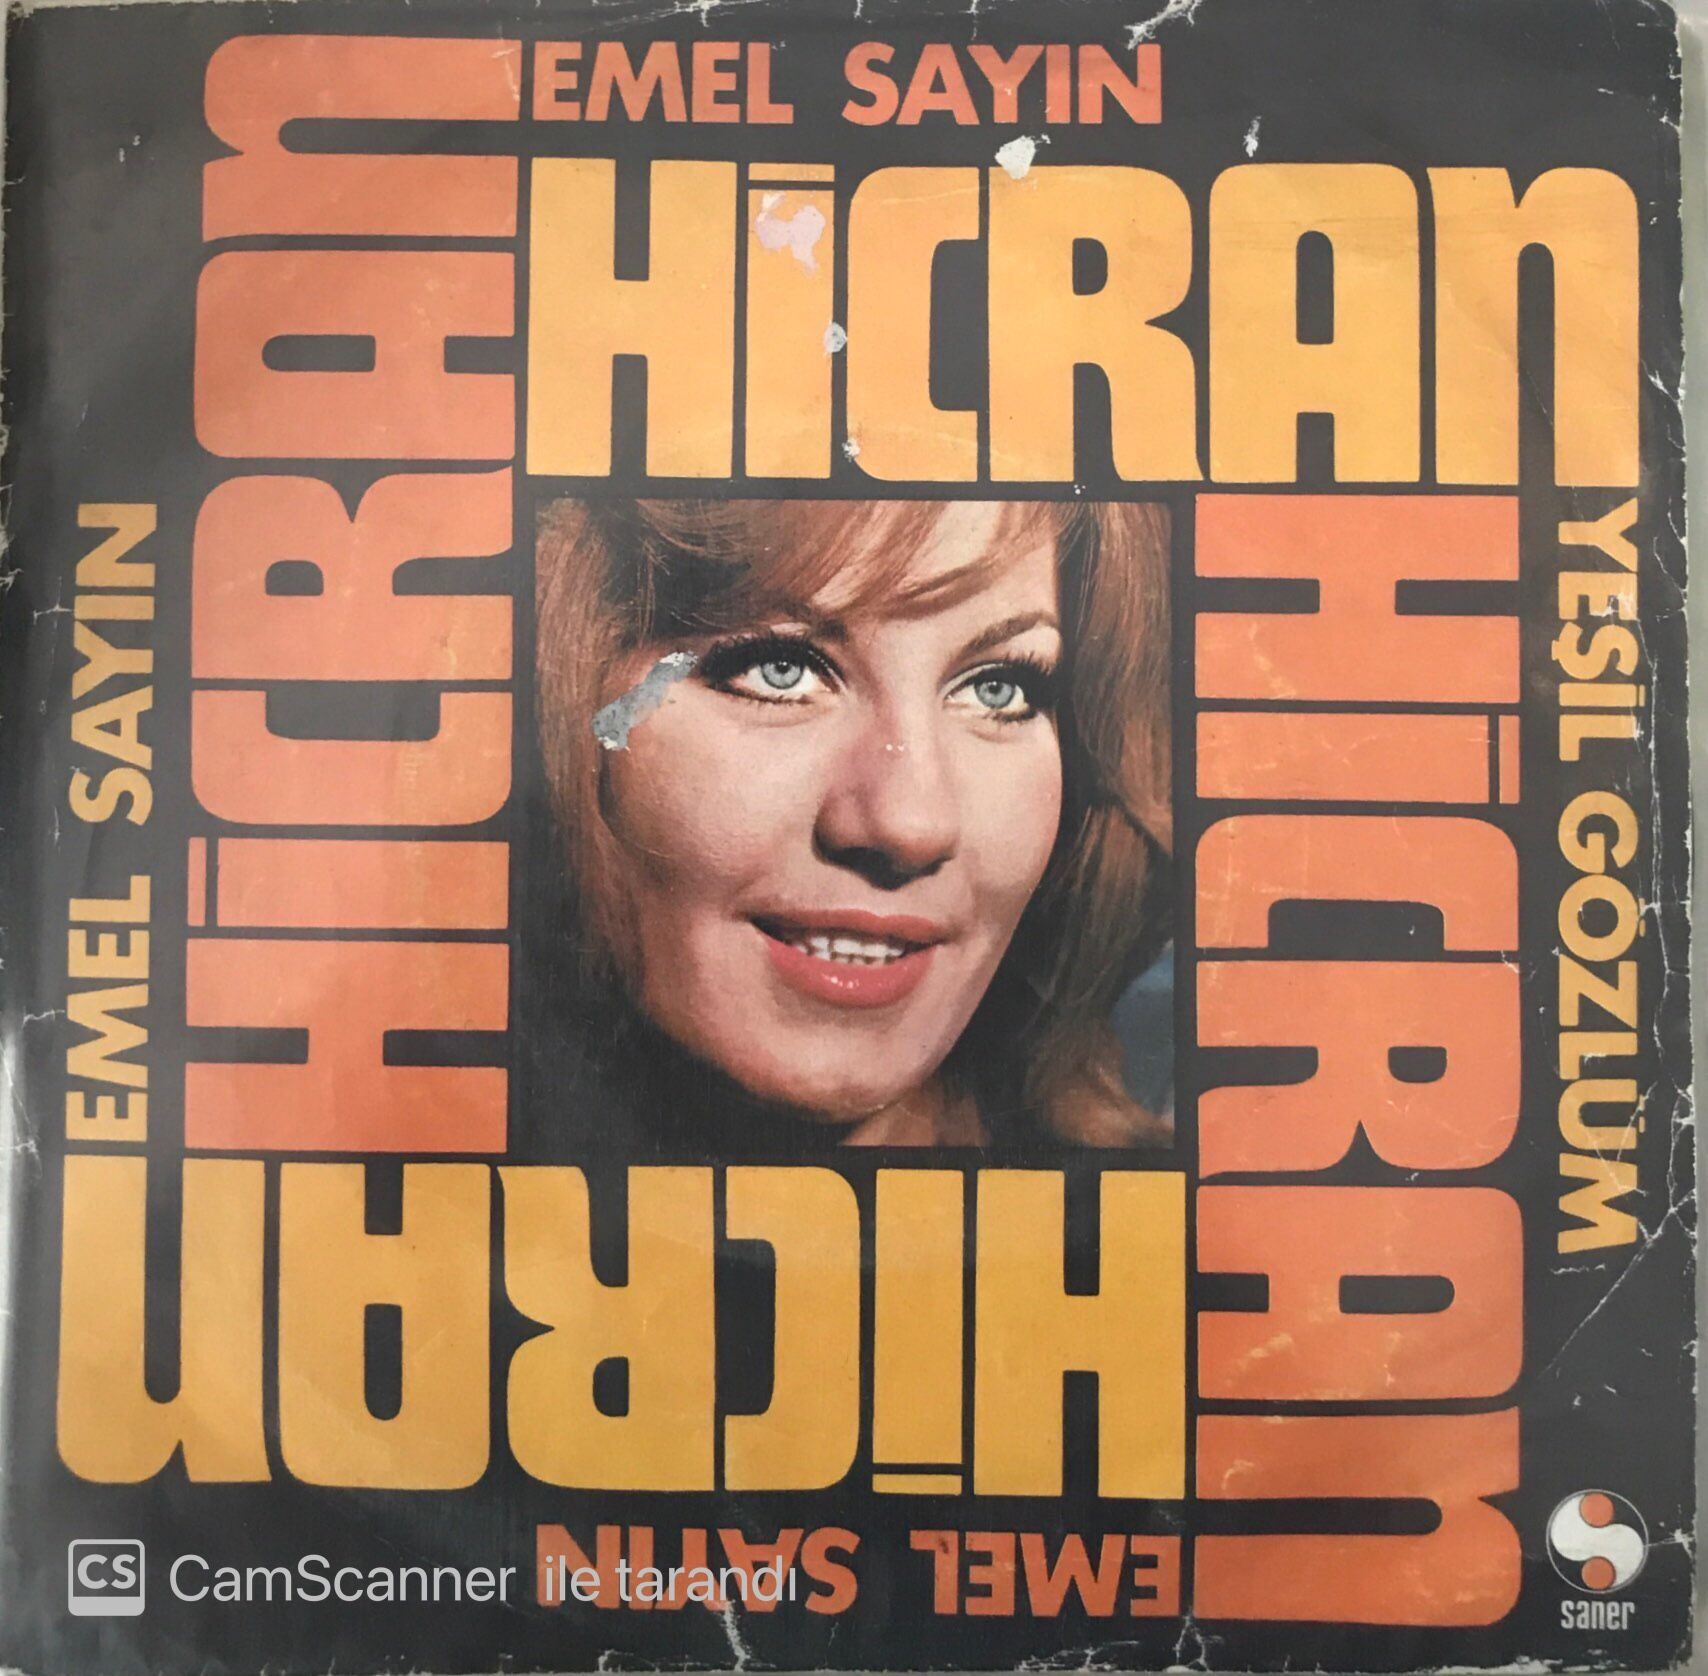 EMEL SAYIN
HİCRAN
HİCRAN
EMEL SAYIN
HİCRAN
YEŞİL GÖZLÜM
HİCRAN
EMEL SAYIN
saner
CS CamScanner ile tarandı